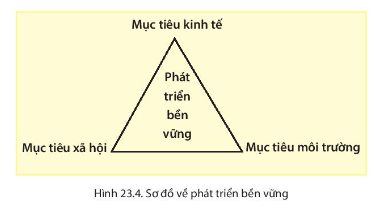 Mục tiêu kinh tế
Phát
triển
bền
vững
Mục tiêu xã hội
Mục tiêu môi trường
Hình 23.4. Sơ đồ về phát triển bền vững